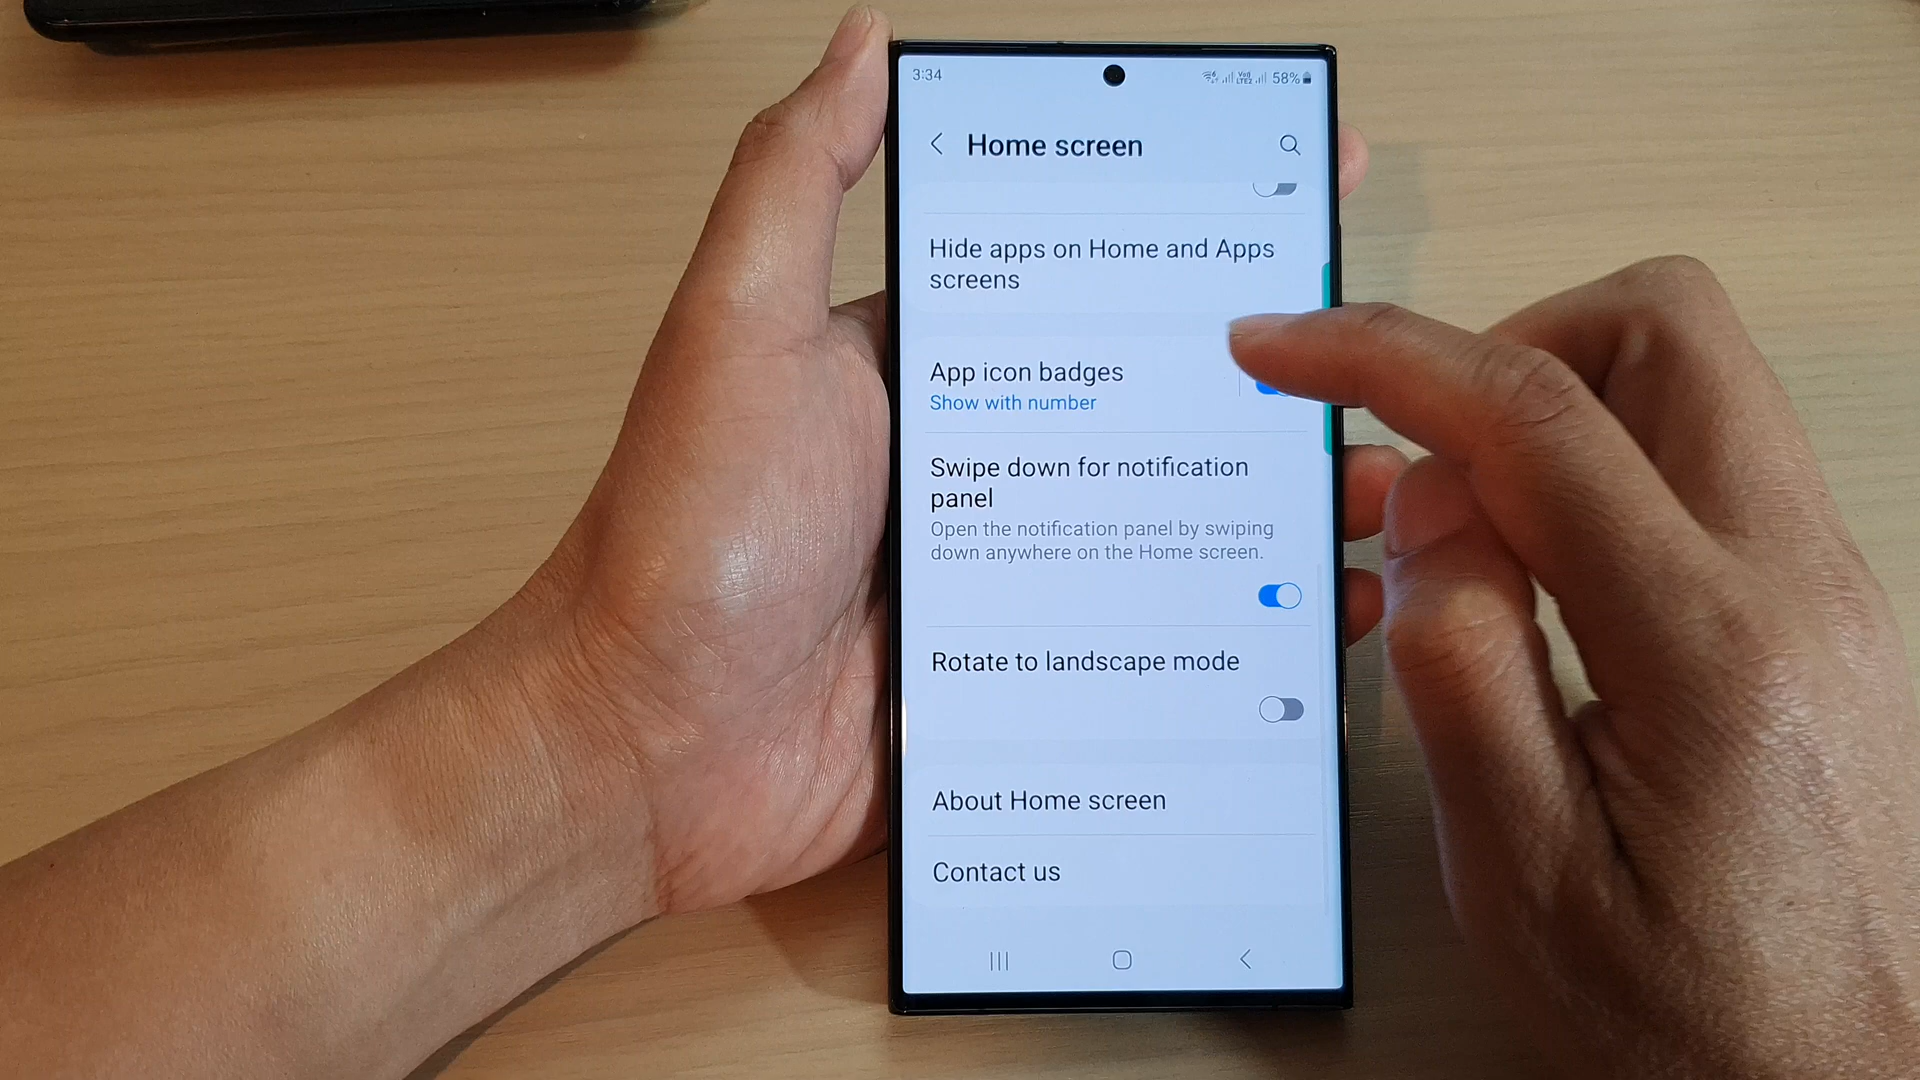 3:34
Voo
LTE2
58%
Home screen
Hide apps on Home and Apps
screens
App icon badges
Show with number
Swipe down for notification
panel
Open the notification panel by swiping
down anywhere on the Home screen.
Rotate to landscape mode
About Home screen
Contact us